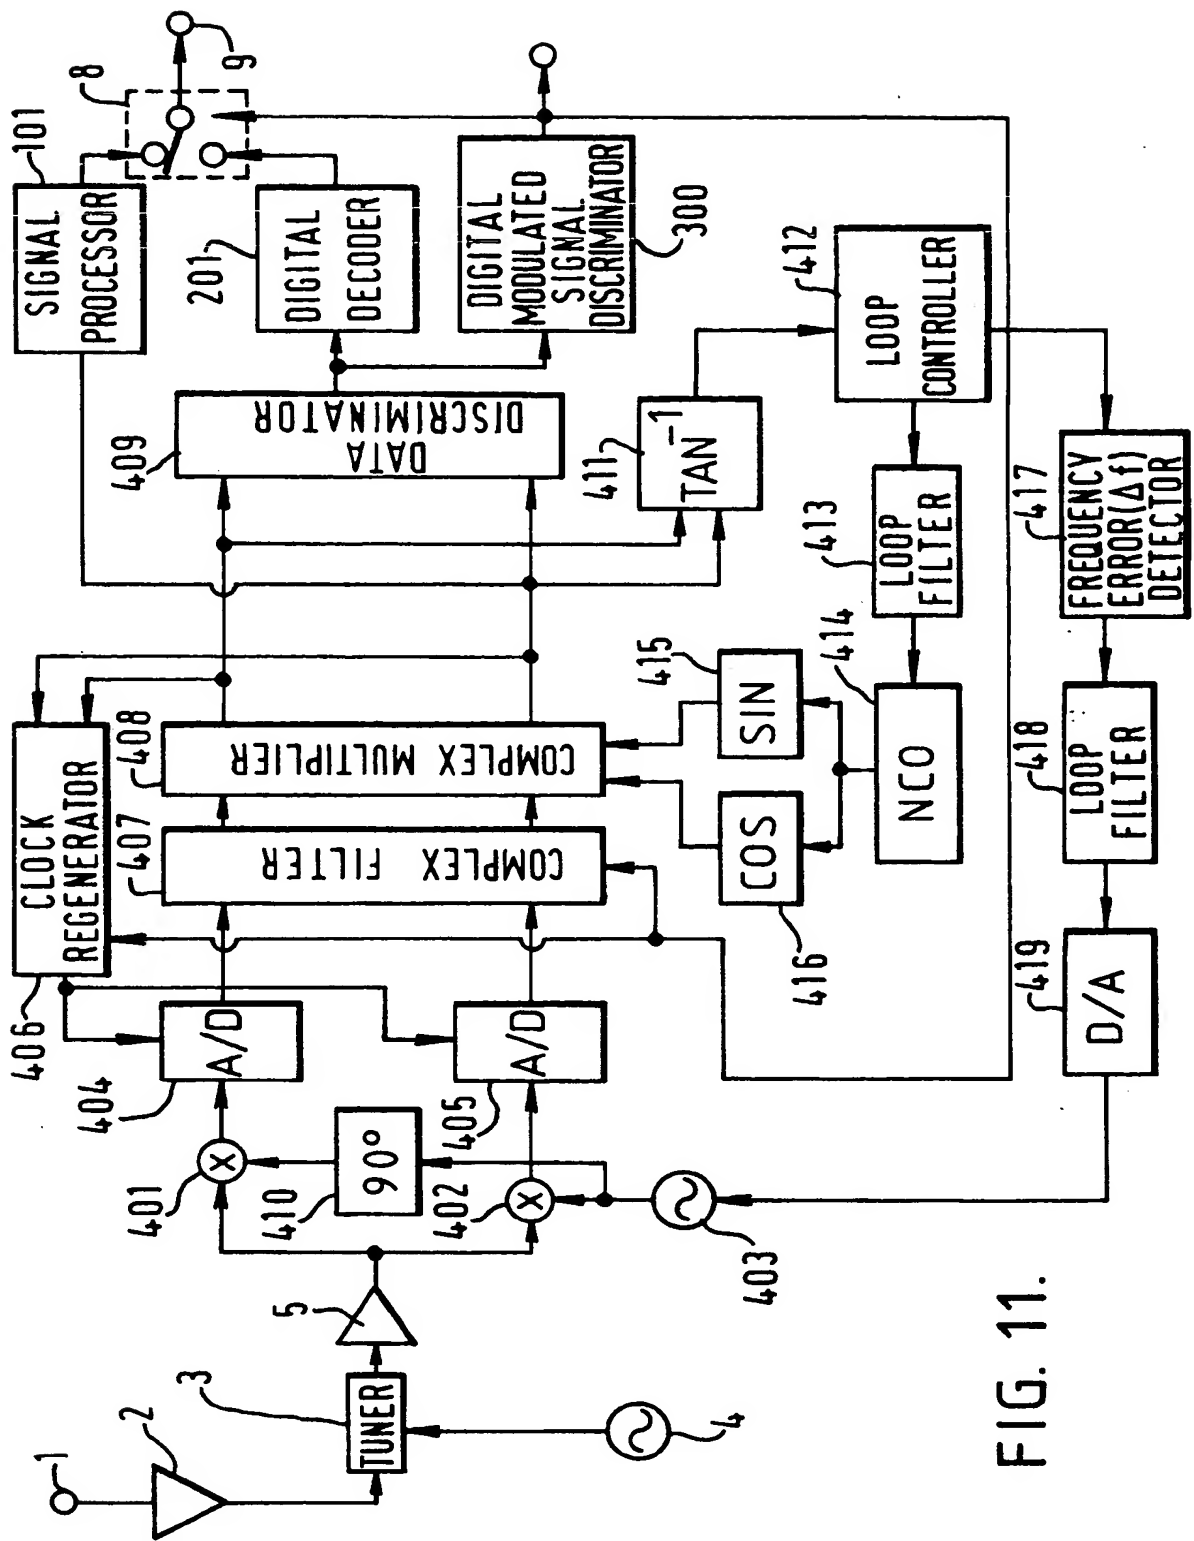 1
2
3
TUNER
4
5
401
402
403
410
90°
404
A/D
405
A/D
406
CLOCK
REGENERATOR
407
COMPLEX FILTER
408
COMPLEX MULTIPLIER
409
DATA
DISCRIMINATOR
101
SIGNAL
PROCESSOR
8
9
201
DIGITAL
DECODER
DIGITAL
MODULATED
SIGNAL
DISCRIMINATOR
300
411
TAN⁻¹
412
LOOP
CONTROLLER
413
LOOP
FILTER
414
NCO
415
SIN
416
COS
417
FREQUENCY
ERROR(Δf)
DETECTOR
418
LOOP
FILTER
419
D/A
FIG. 11.